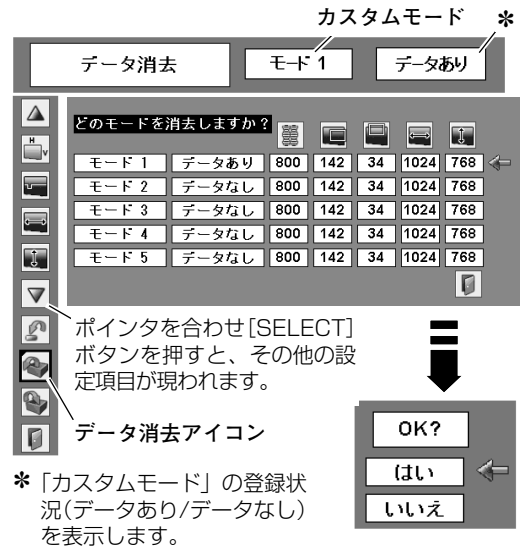 カスタムモード *
データ消去 モード 1 データあり
どのモードを消去しますか?
H
V
モード 1 データあり 800 142 34 1024 768
モード 2 データなし 800 142 34 1024 768
モード 3 データなし 800 142 34 1024 768
モード 4 データなし 800 142 34 1024 768
モード 5 データなし 800 142 34 1024 768
ポインタを合わせ[SELECT]
ボタンを押すと、その他の設
定項目が現われます。
データ消去アイコン
OK?
はい
いいえ
*「カスタムモード」の登録状
況(データあり/データなし)
を表示します。